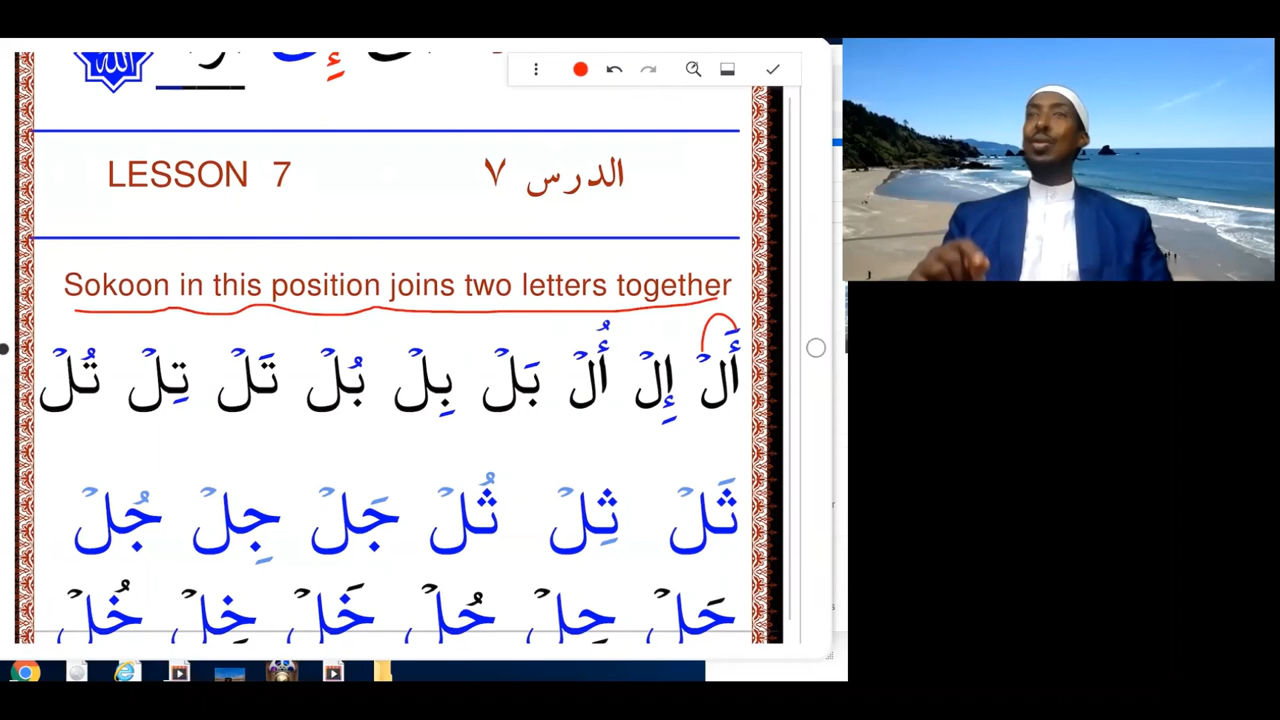 LESSON 7 الدرس ٧
Sokoon in this position joins two letters together
أَلْ إِلْ أُلْ بَلْ بِلْ بُلْ تَلْ تِلْ تُلْ
ثَلْ ثِلْ ثُلْ جَلْ جِلْ جُلْ
حَلْ حِلْ حُلْ خَلْ خِلْ خُلْ